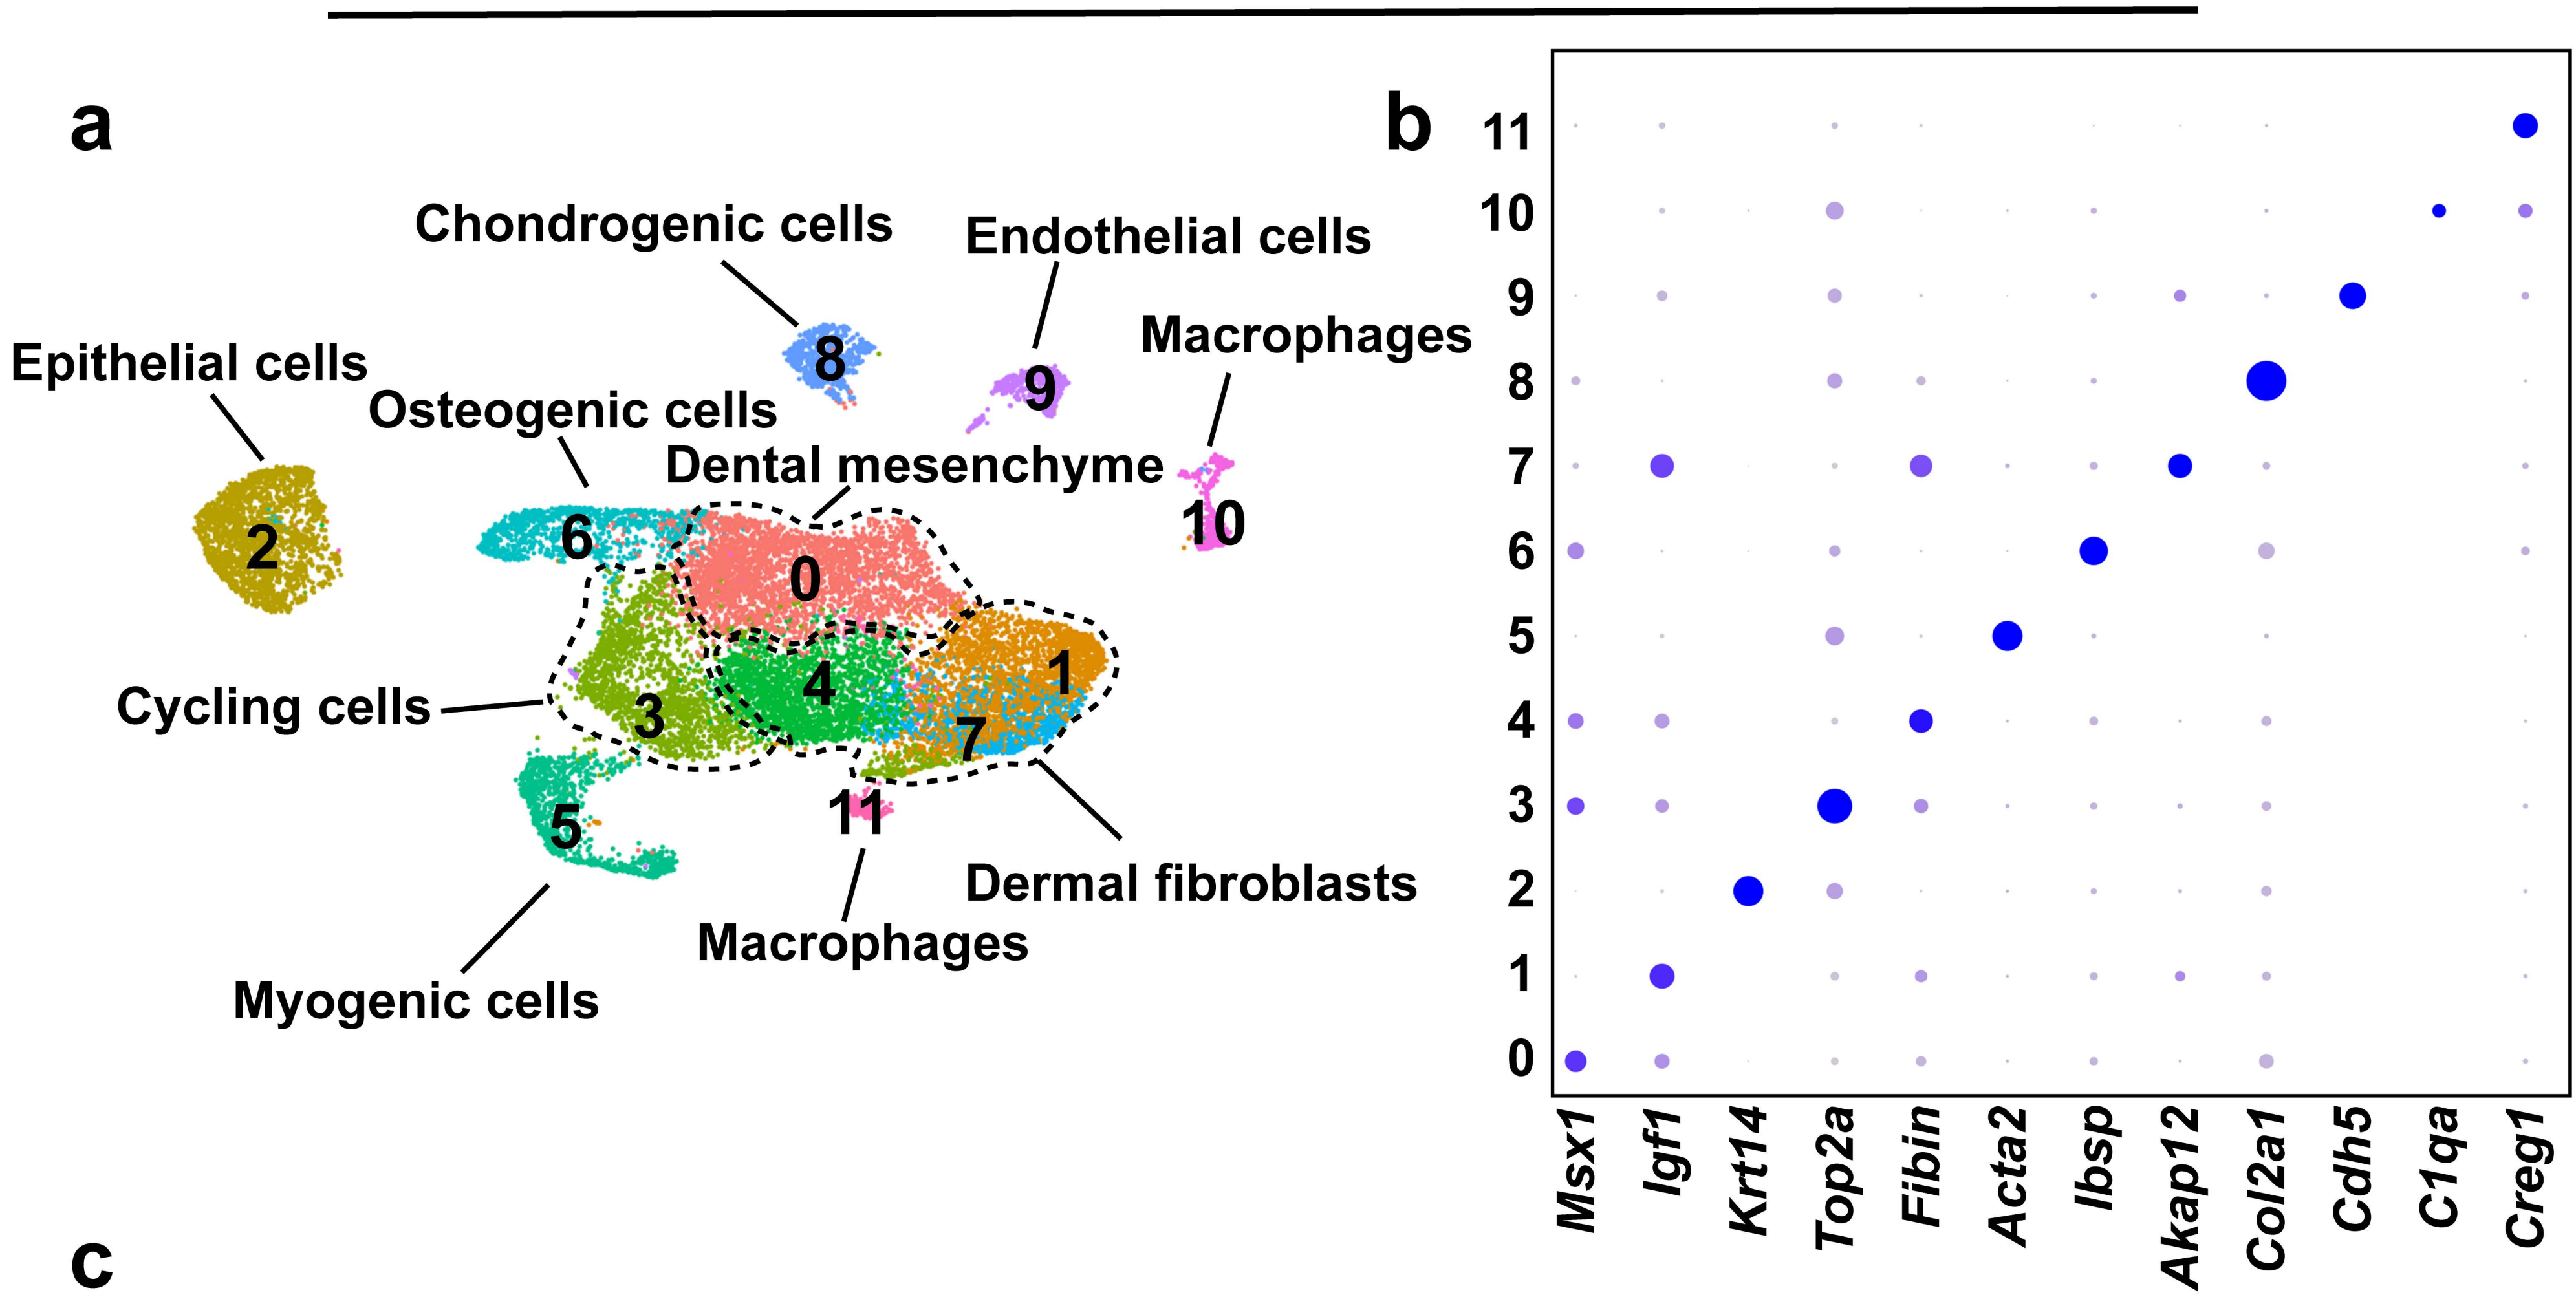 a
Chondrogenic cells
Endothelial cells
Macrophages
Epithelial cells
Osteogenic cells
Dental mesenchyme
8
9
10
2
6
0
1
4
3
7
Cycling cells
5
11
Dermal fibroblasts
Macrophages
Myogenic cells
b
11
10
9
8
7
6
5
4
3
2
1
0
Msx1
Igf1
Krt14
Top2a
Fibin
Acta2
Ibsp
Akap12
Col2a1
Cdh5
C1qa
Creg1
c